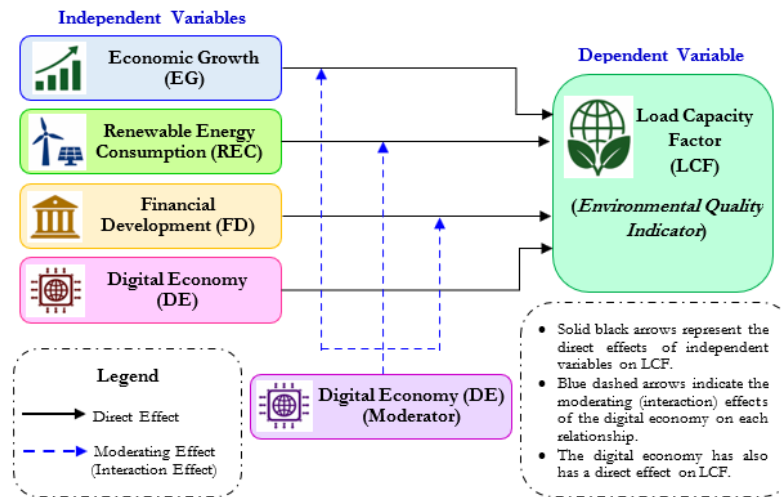 Independent Variables
Economic Growth
(EG)
Renewable Energy
Consumption (REC)
Financial
Development (FD)
Digital Economy
(DE)
Dependent Variable
Load Capacity
Factor
(LCF)
(Environmental Quality
Indicator)
Digital Economy (DE)
(Moderator)
Legend
Direct Effect
Moderating Effect
(Interaction Effect)
• Solid black arrows represent the
direct effects of independent
variables on LCF.
• Blue dashed arrows indicate the
moderating (interaction) effects
of the digital economy on each
relationship.
• The digital economy has also
has a direct effect on LCF.